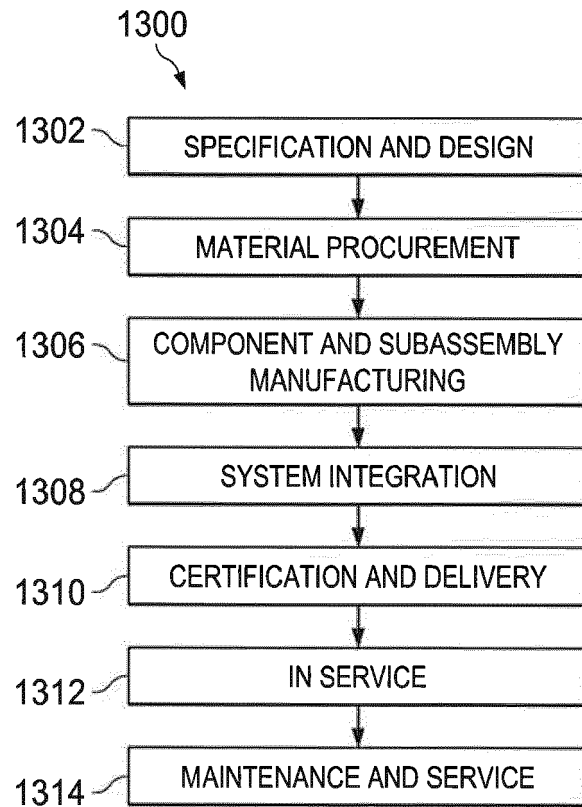 1300
1302
SPECIFICATION AND DESIGN
1304
MATERIAL PROCUREMENT
1306
COMPONENT AND SUBASSEMBLY
MANUFACTURING
1308
SYSTEM INTEGRATION
1310
CERTIFICATION AND DELIVERY
1312
IN SERVICE
1314
MAINTENANCE AND SERVICE